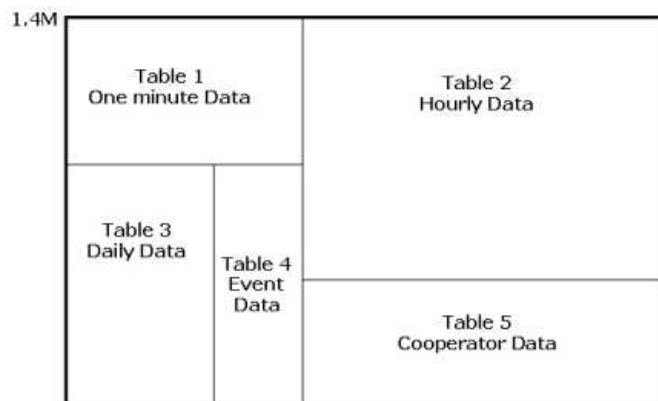 1.4M
Table 1
One minute Data
Table 2
Hourly Data
Table 3
Daily Data
Table 4
Event
Data
Table 5
Cooperator Data